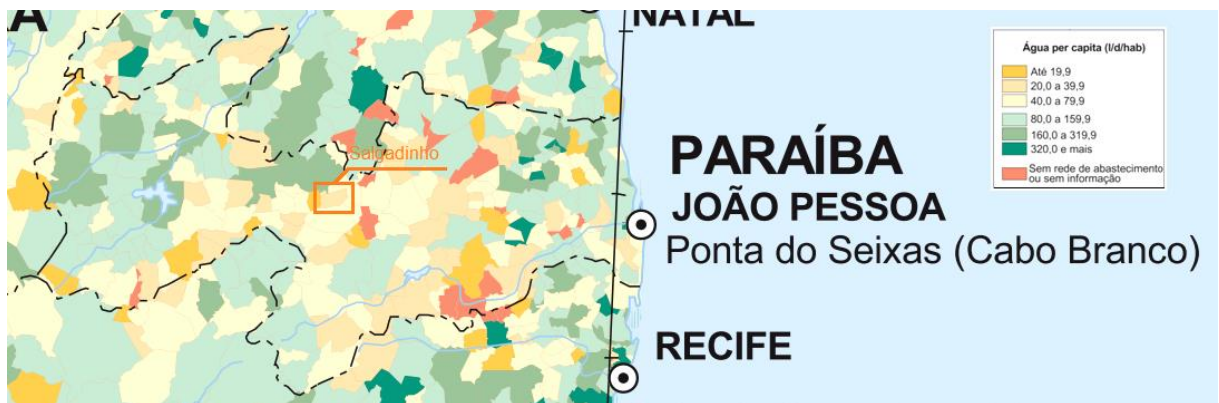 NATAL
Água per capita (l/d/hab)
Até 19,9
20,0 a 39,9
40,0 a 79,9
80,0 a 159,9
160,0 a 319,9
320,0 e mais
Sem rede de abastecimento
ou sem informação
Salgadinho
PARAÍBA
JOÃO PESSOA
Ponta do Seixas (Cabo Branco)
RECIFE